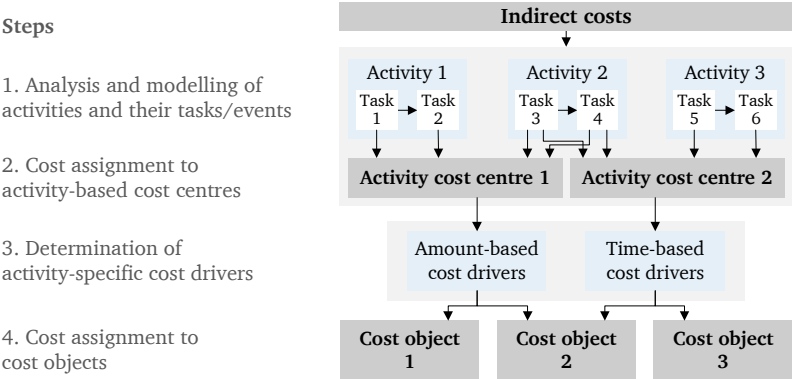 Steps
Indirect costs
1. Analysis and modelling of
activities and their tasks/events
Activity 1
Activity 2
Activity 3
Task
1
Task
2
Task
3
Task
4
Task
5
Task
6
2. Cost assignment to
activity-based cost centres
Activity cost centre 1
Activity cost centre 2
3. Determination of
activity-specific cost drivers
Amount-based
cost drivers
Time-based
cost drivers
4. Cost assignment to
cost objects
Cost object
1
Cost object
2
Cost object
3